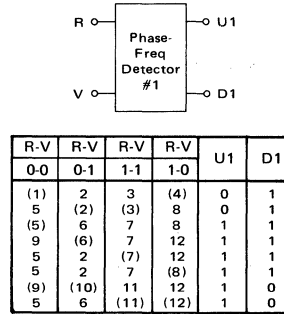 R
U1
Phase-
Freq
Detector
#1
V
D1
R-V R-V R-V R-V U1 D1
0-0 0-1 1-1 1-0
(1) 2 3 (4) 0 1
5 (2) (3) 8 0 1
(5) 6 7 8 1 1
9 (6) 7 12 1 1
5 2 (7) 12 1 1
5 2 7 (8) 1 1
(9) (10) 11 12 1 0
5 6 (11) (12) 1 0